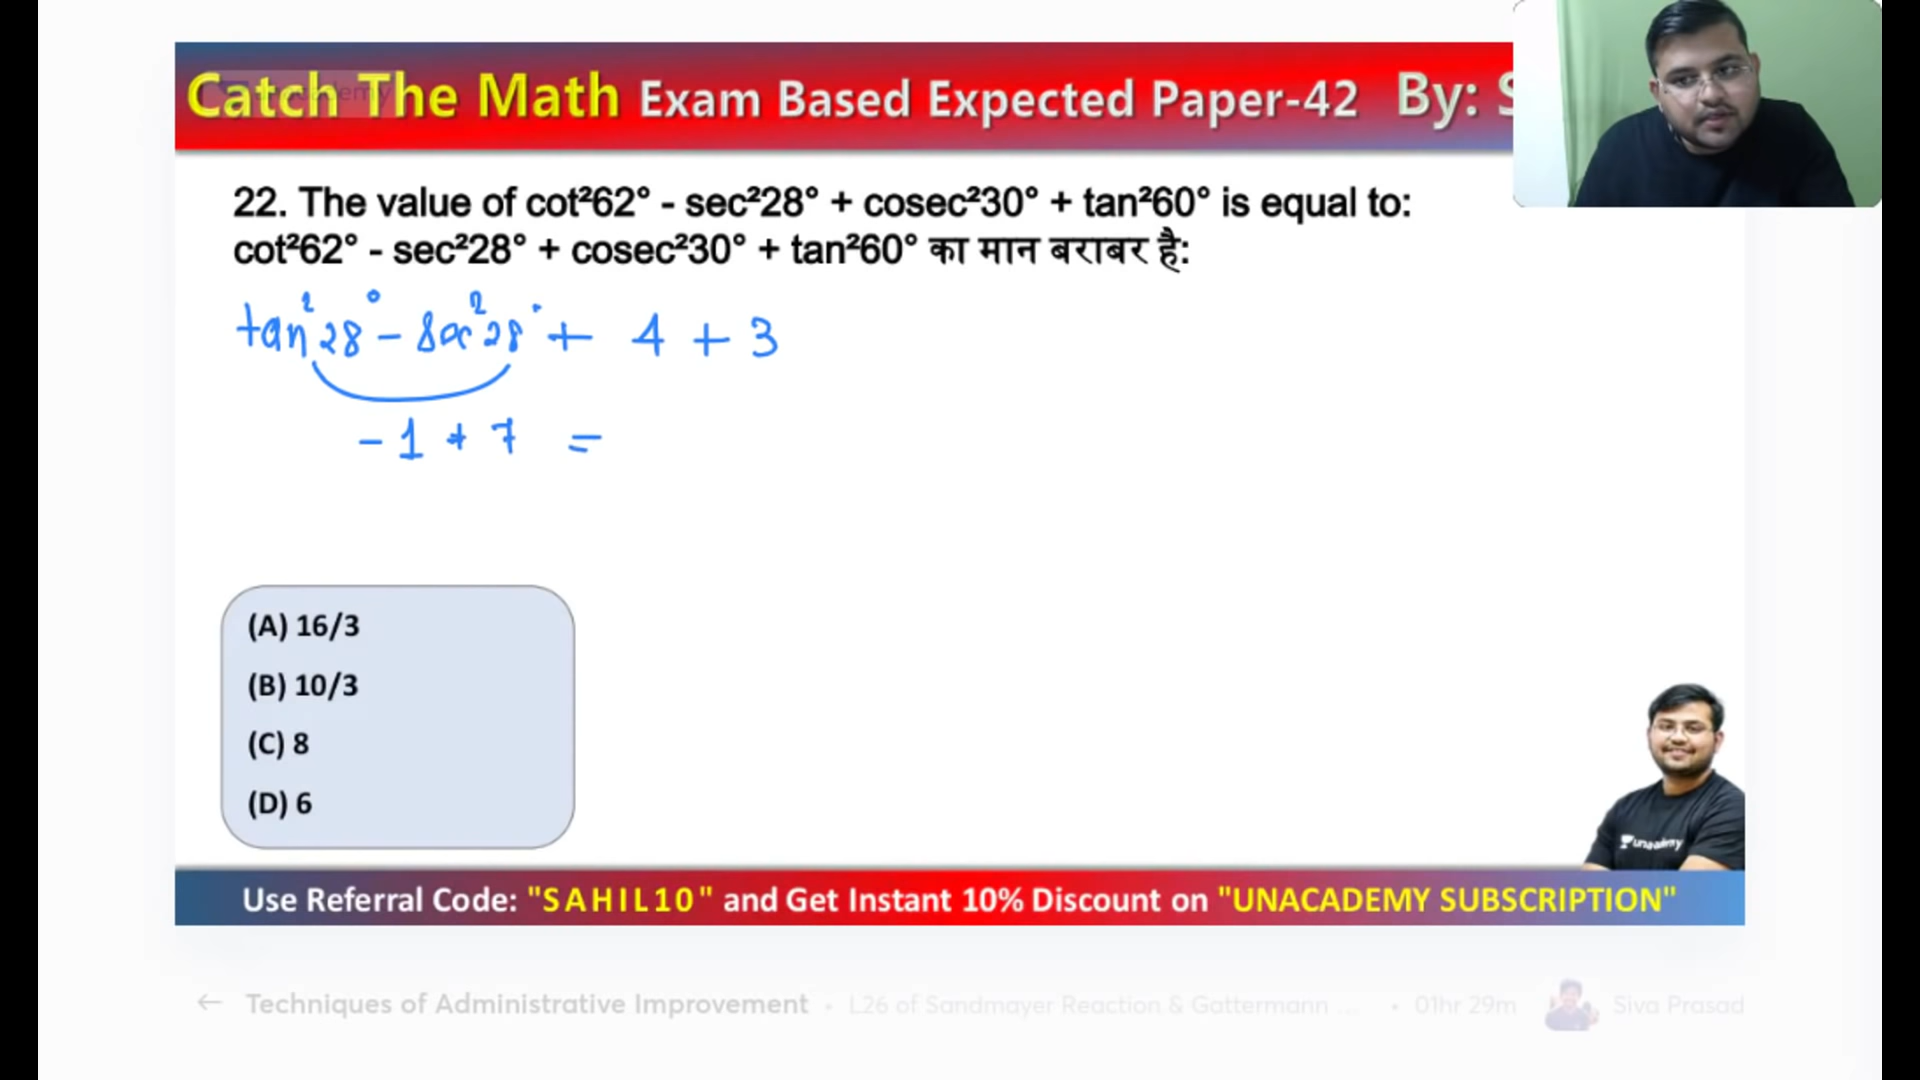 Catch The Math Exam Based Expected Paper-42 By: S
22. The value of cot²62° - sec²28° + cosec²30° + tan²60° is equal to:
cot²62° - sec²28° + cosec²30° + tan²60° का मान बराबर है:
tan²28° - sec²28° + 4 + 3
- 1 + 7 =
(A) 16/3
(B) 10/3
(C) 8
(D) 6
unacademy
Use Referral Code: "SAHIL10" and Get Instant 10% Discount on "UNACADEMY SUBSCRIPTION"
← Techniques of Administrative Improvement • L26 of Sandmayer Reaction & Gattermann ... • 01hr 29m Siva Prasad